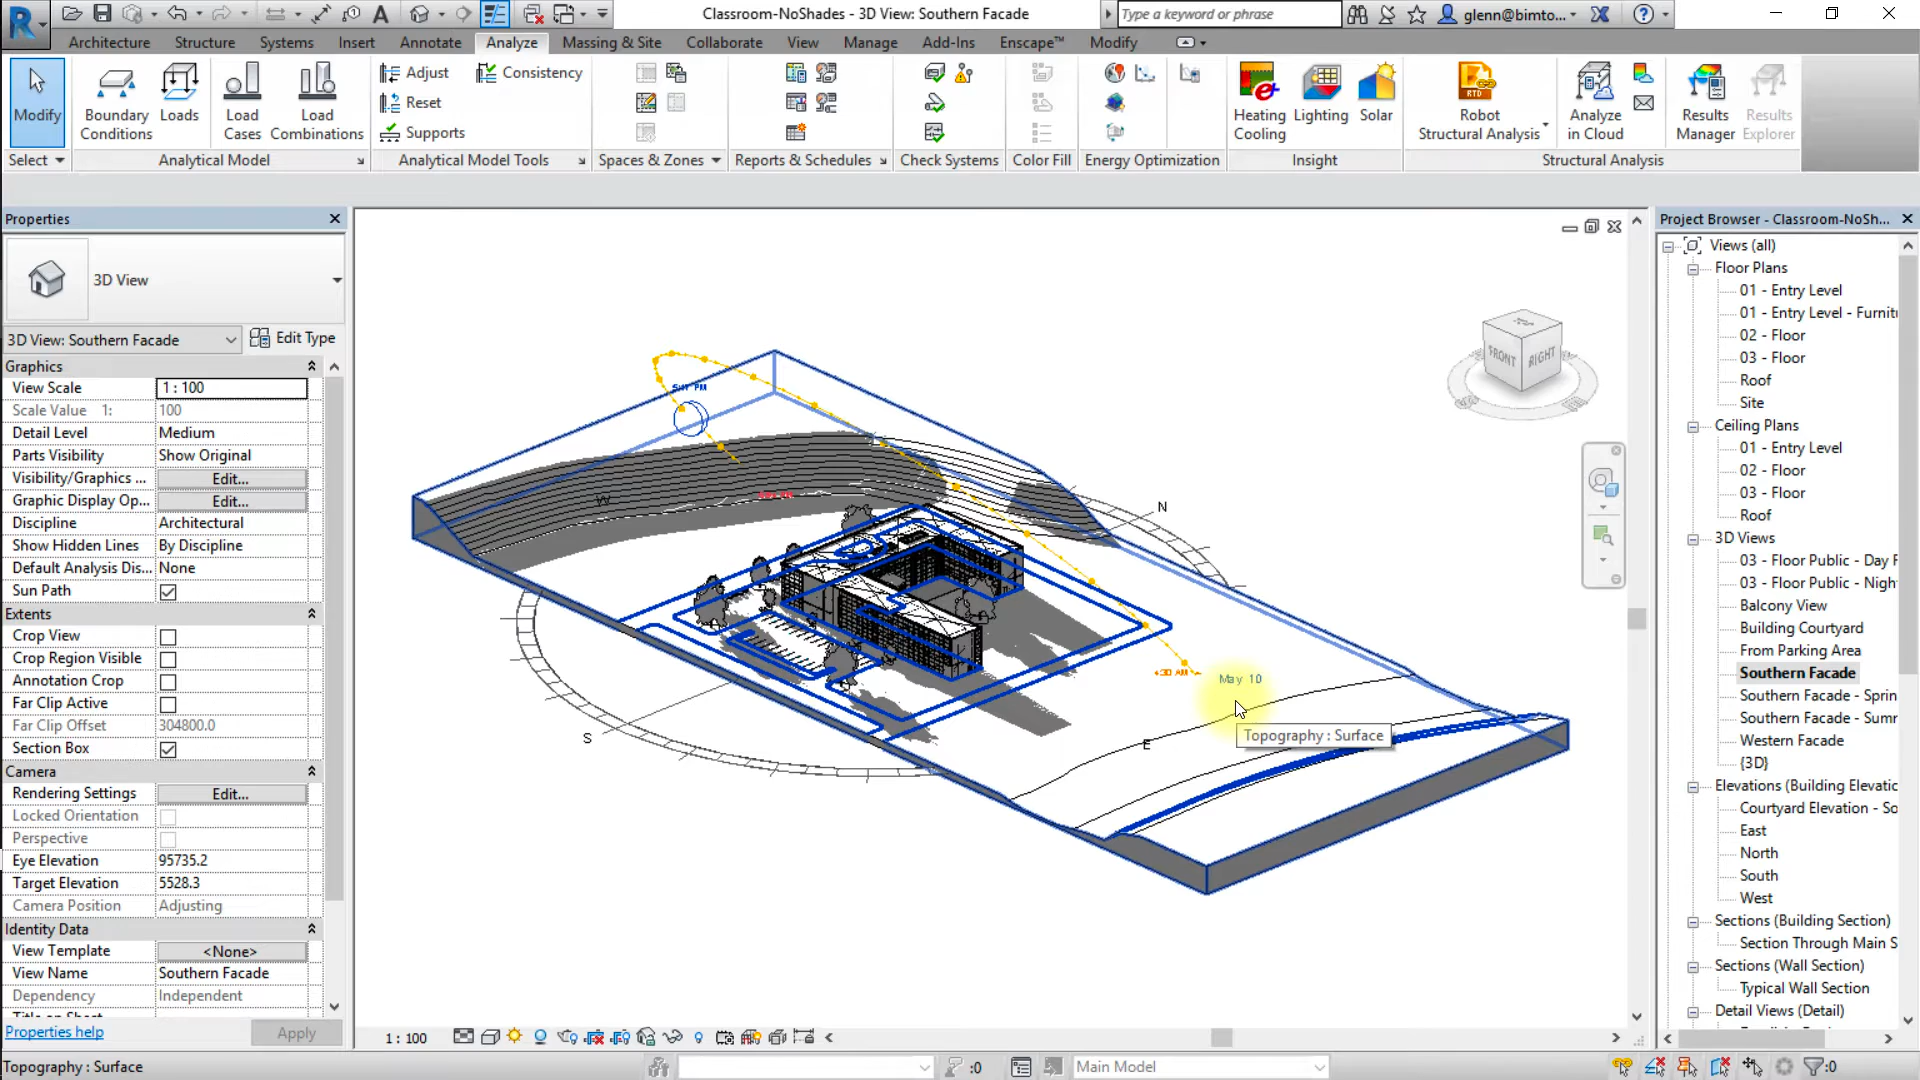 Classroom-NoShades - 3D View: Southern Facade
Type a keyword or phrase
glenn@bimto...
Architecture
Structure
Systems
Insert
Annotate
Analyze
Massing & Site
Collaborate
View
Manage
Add-Ins
Enscape™
Modify
Modify
Boundary Conditions
Loads
Load Cases
Load Combinations
Adjust
Reset
Supports
Consistency
Heating Cooling
Lighting
Solar
RTD
Robot Structural Analysis
Analyze in Cloud
Results Manager
Results Explorer
Select
Analytical Model
Analytical Model Tools
Spaces & Zones
Reports & Schedules
Check Systems
Color Fill
Energy Optimization
Insight
Structural Analysis
Properties
3D View
3D View: Southern Facade
Edit Type
Graphics
View Scale 1 : 100
Scale Value 1: 100
Detail Level Medium
Parts Visibility Show Original
Visibility/Graphics ... Edit...
Graphic Display Op... Edit...
Discipline Architectural
Show Hidden Lines By Discipline
Default Analysis Dis... None
Sun Path
Extents
Crop View
Crop Region Visible
Annotation Crop
Far Clip Active
Far Clip Offset 304800.0
Section Box
Camera
Rendering Settings Edit...
Locked Orientation
Perspective
Eye Elevation 95735.2
Target Elevation 5528.3
Camera Position Adjusting
Identity Data
View Template <None>
View Name Southern Facade
Dependency Independent
Properties help
Apply
W
N
S
E
May 10
Topography : Surface
FRONT
RIGHT
Project Browser - Classroom-NoSh...
Views (all)
Floor Plans
01 - Entry Level
01 - Entry Level - Furnitu
02 - Floor
03 - Floor
Roof
Site
Ceiling Plans
01 - Entry Level
02 - Floor
03 - Floor
Roof
3D Views
03 - Floor Public - Day F
03 - Floor Public - Nigh
Balcony View
Building Courtyard
From Parking Area
Southern Facade
Southern Facade - Sprin
Southern Facade - Sumr
Western Facade
{3D}
Elevations (Building Elevatic
Courtyard Elevation - So
East
North
South
West
Sections (Building Section)
Section Through Main S
Sections (Wall Section)
Typical Wall Section
Detail Views (Detail)
1 : 100
Topography : Surface
:0
Main Model
:0